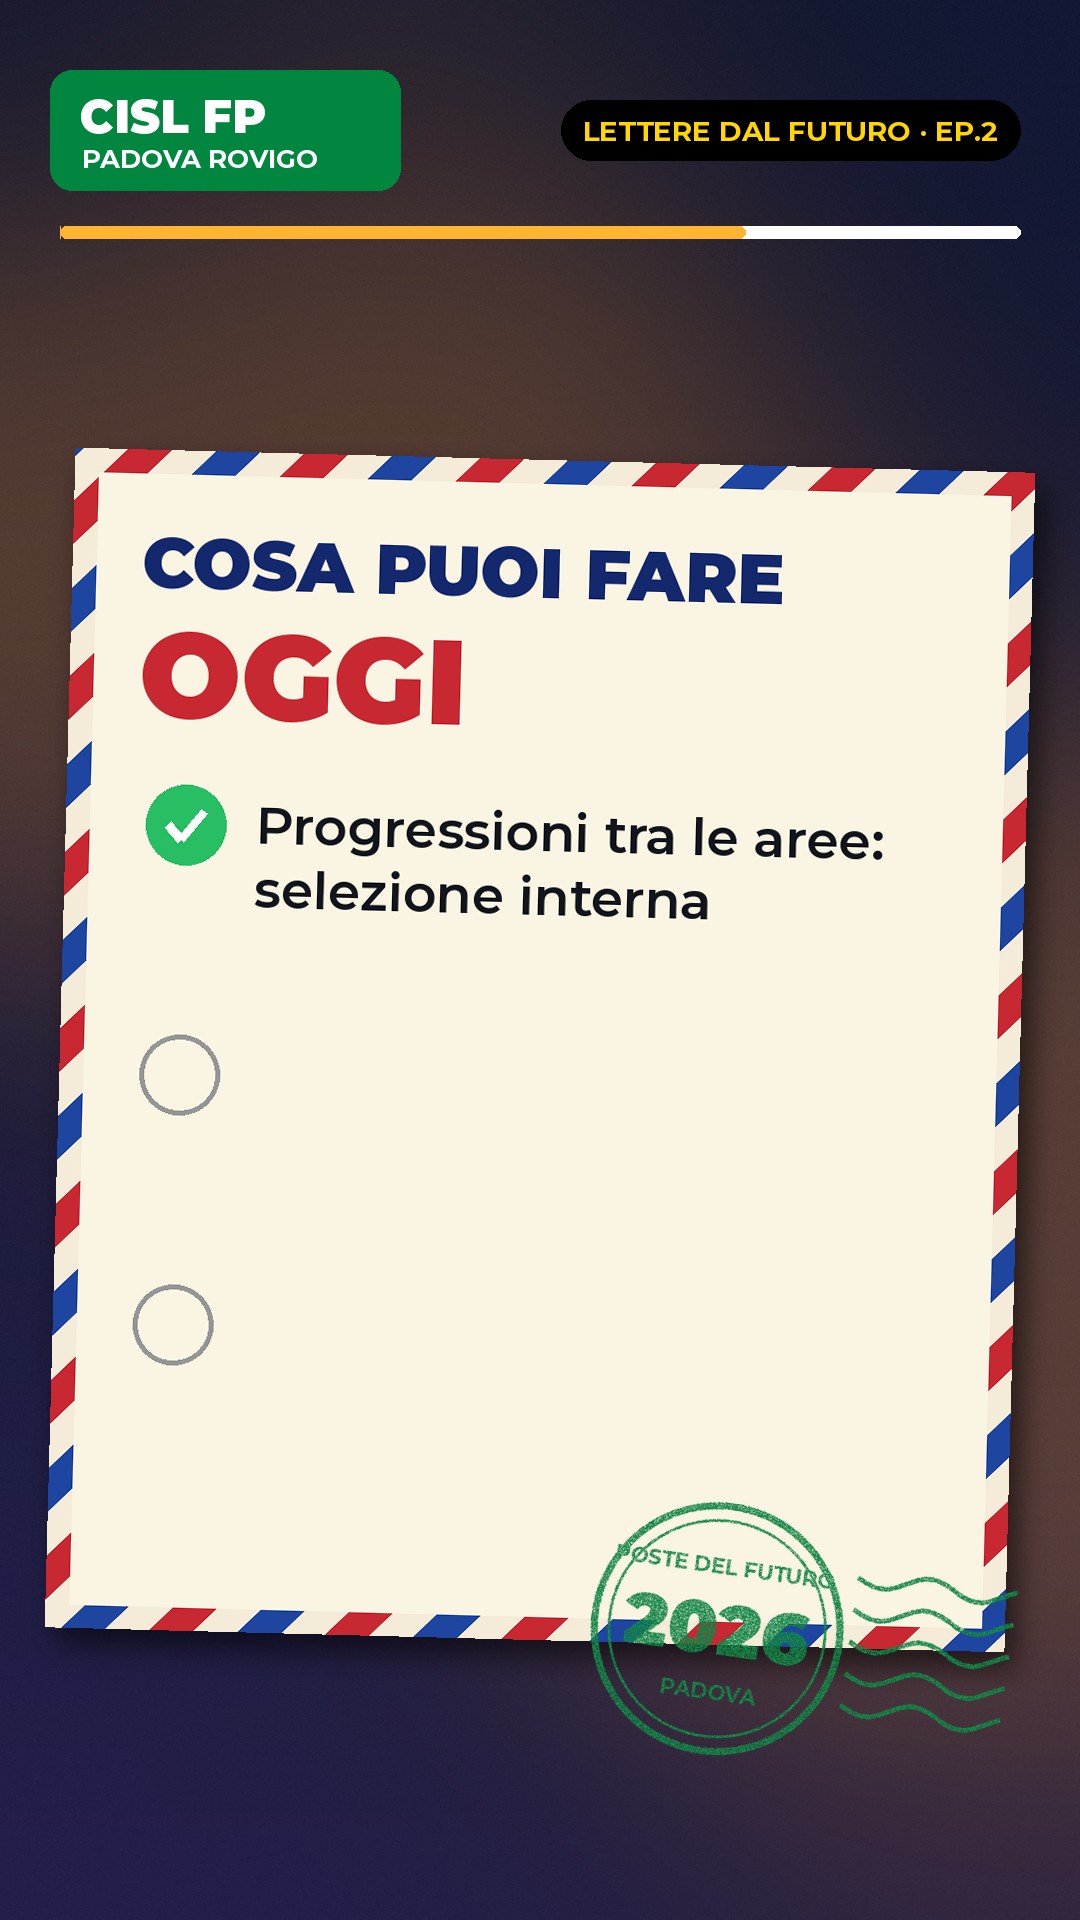 CISL FP
PADOVA ROVIGO
LETTERE DAL FUTURO · EP.2
COSA PUOI FARE
OGGI
Progressioni tra le aree:
selezione interna
POSTE DEL FUTURO
2026
PADOVA